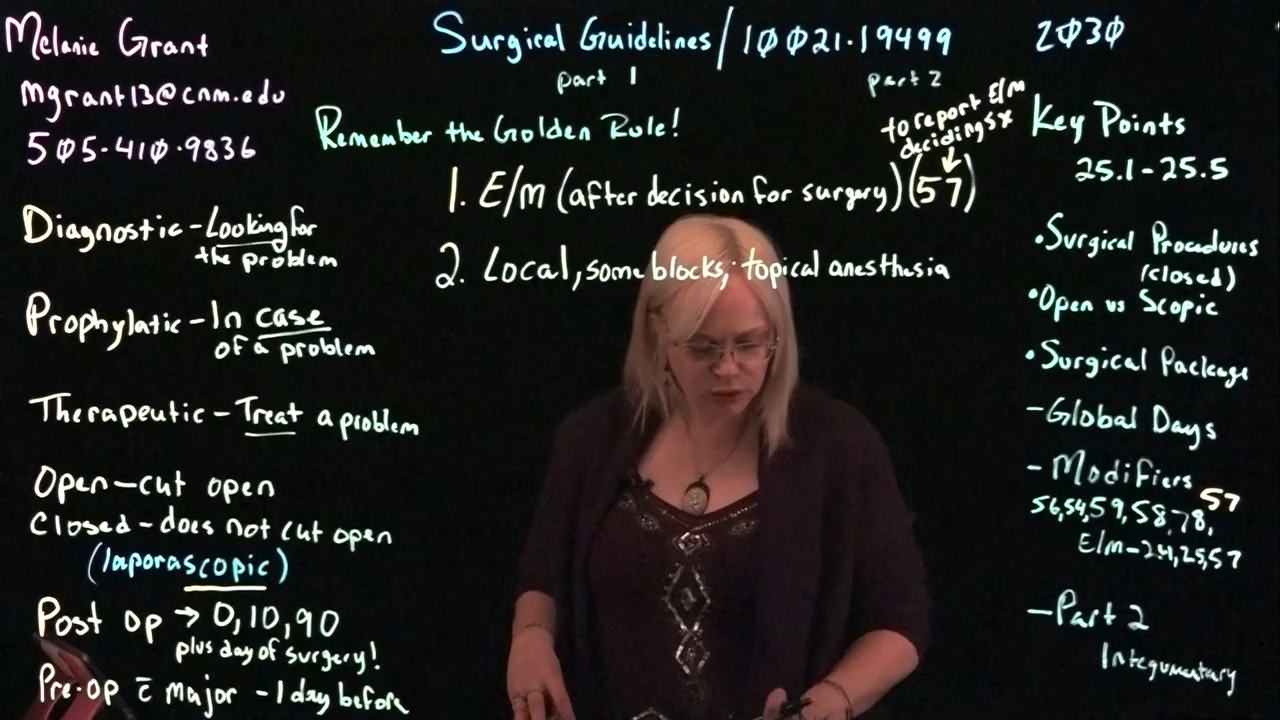 Melanie Grant
mgrant13@cnm.edu
505-410-9836
Diagnostic - Looking for
the problem
Prophylatic - In case
of a problem
Therapeutic - Treat a problem
Open - cut open
Closed - does not cut open
(laporascopic)
Post op → 0,10,90
plus day of surgery!
Pre-op c̄ major - 1 day before
Surgical Guidelines / 10021-19499
part 1
part 2
Remember the Golden Rule!
to report E/M
deciding sx
1. E/M (after decision for surgery) (57)
2. Local, some blocks, topical anesthesia
2030
Key Points
25.1 - 25.5
• Surgical Procedures
(closed)
• Open vs Scopic
• Surgical Package
- Global Days
- Modifiers
57
56,54,59,58,78,
E/M - 24,25,57
- Part 2
Integumentary